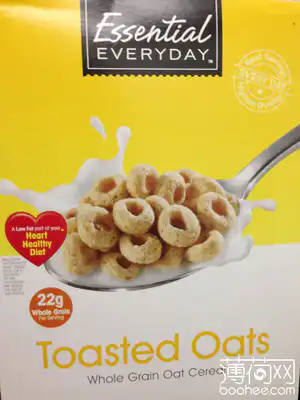 Essential
EVERYDAY
A Low Fat part of your
Heart
Healthy
Diet
22g
Whole Grain
Per Serving
Toasted Oats
Whole Grain Oat Cereal
薄荷网
boohee.com